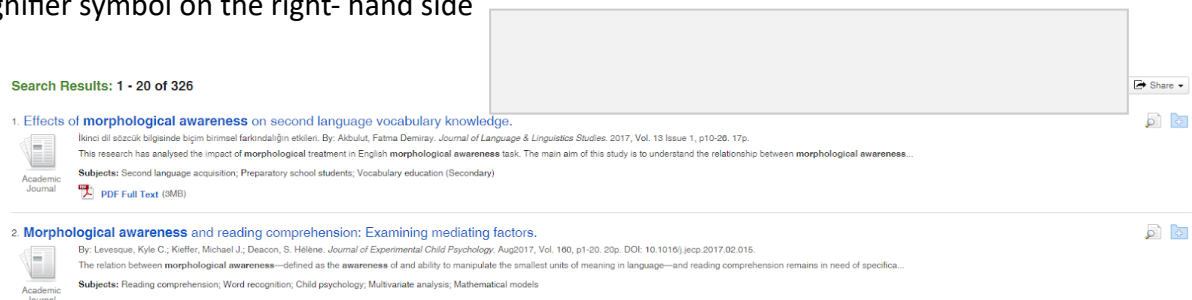 gnifier symbol on the right- hand side
Search Results: 1 - 20 of 326
Share
1. Effects of morphological awareness on second language vocabulary knowledge.
İkinci dil sözcük bilgisinde biçim birimsel farkındalığın etkileri. By: Akbulut, Fatma Demiray. Journal of Language & Linguistics Studies. 2017, Vol. 13 Issue 1, p10-26. 17p.
This research has analysed the impact of morphological treatment in English morphological awareness task. The main aim of this study is to understand the relationship between morphological awareness...
Subjects: Second language acquisition; Preparatory school students; Vocabulary education (Secondary)
Academic
Journal
PDF Full Text (3MB)
2. Morphological awareness and reading comprehension: Examining mediating factors.
By: Levesque, Kyle C.; Kieffer, Michael J.; Deacon, S. Hélène. Journal of Experimental Child Psychology. Aug2017, Vol. 160, p1-20. 20p. DOI: 10.1016/j.jecp.2017.02.015.
The relation between morphological awareness—defined as the awareness of and ability to manipulate the smallest units of meaning in language—and reading comprehension remains in need of specifica...
Subjects: Reading comprehension; Word recognition; Child psychology; Multivariate analysis; Mathematical models
Academic
Journal